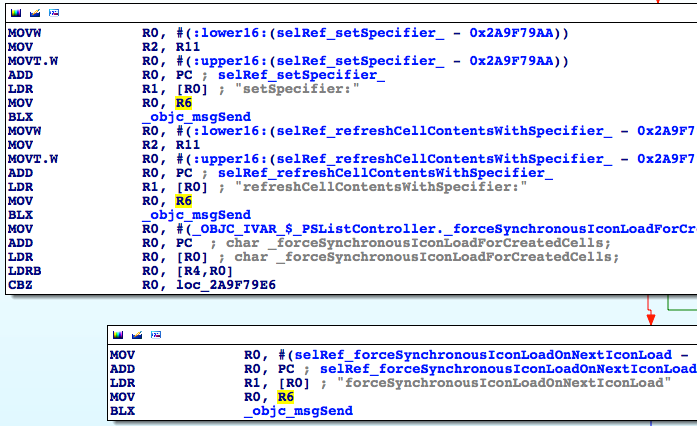 MOVW R0, #(:lower16:(selRef_setSpecifier_ - 0x2A9F79AA))
MOV R2, R11
MOVT.W R0, #(:upper16:(selRef_setSpecifier_ - 0x2A9F79AA))
ADD R0, PC ; selRef_setSpecifier_
LDR R1, [R0] ; "setSpecifier:"
MOV R0, R6
BLX _objc_msgSend
MOVW R0, #(:lower16:(selRef_refreshCellContentsWithSpecifier_ - 0x2A9F7
MOV R2, R11
MOVT.W R0, #(:upper16:(selRef_refreshCellContentsWithSpecifier_ - 0x2A9F7
ADD R0, PC ; selRef_refreshCellContentsWithSpecifier_
LDR R1, [R0] ; "refreshCellContentsWithSpecifier:"
MOV R0, R6
BLX _objc_msgSend
MOV R0, #(_OBJC_IVAR_$_PSListController._forceSynchronousIconLoadForCr
ADD R0, PC ; char _forceSynchronousIconLoadForCreatedCells;
LDR R0, [R0] ; char _forceSynchronousIconLoadForCreatedCells;
LDRB R0, [R4,R0]
CBZ R0, loc_2A9F79E6
MOV R0, #(selRef_forceSynchronousIconLoadOnNextIconLoad -
ADD R0, PC ; selRef_forceSynchronousIconLoadOnNextIconLoad
LDR R1, [R0] ; "forceSynchronousIconLoadOnNextIconLoad"
MOV R0, R6
BLX _objc_msgSend